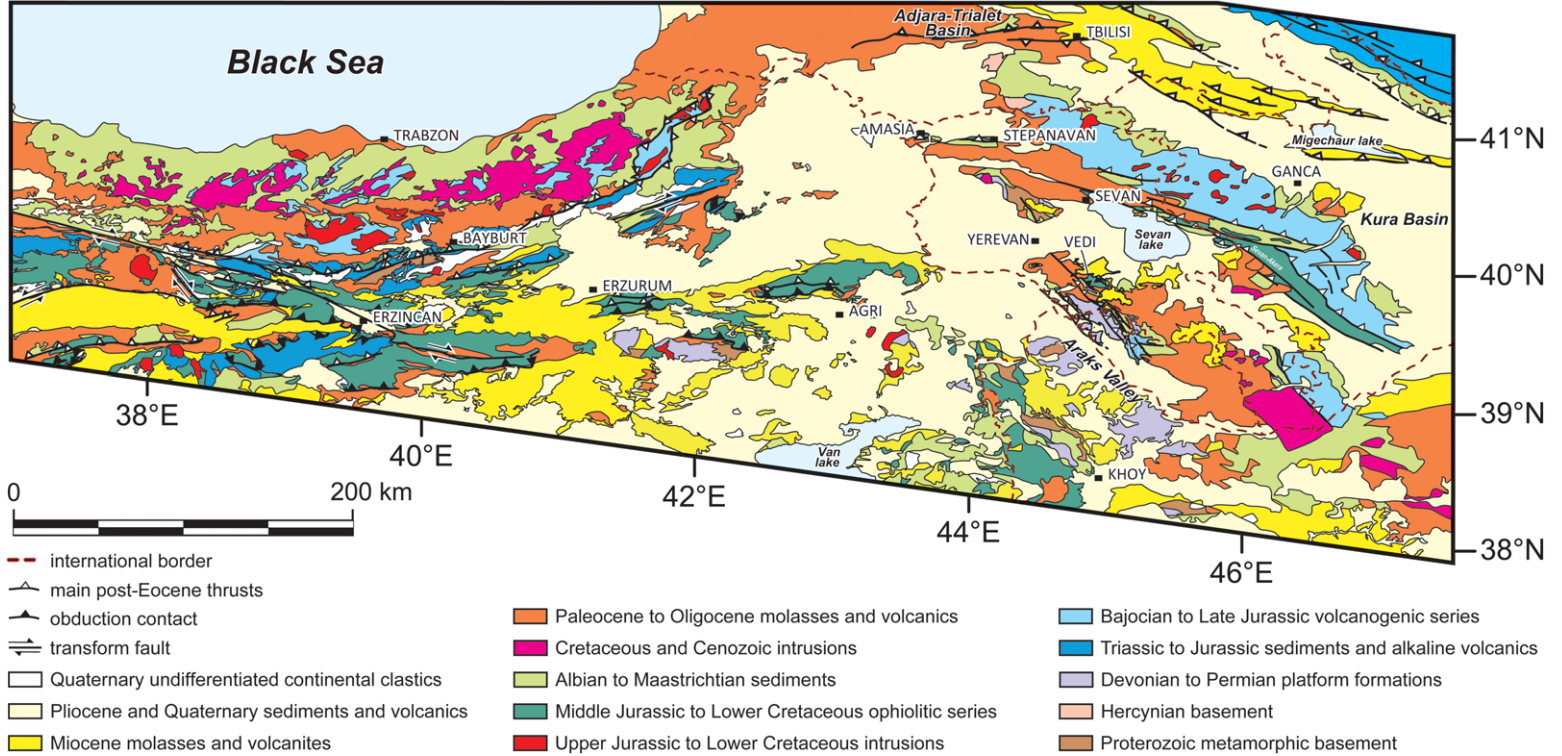 Adjara-Trialet
Basin
TBILISI
Black Sea
TRABZON
AMASIA
STEPANAVAN
41°N
Migechaur lake
GANCA
SEVAN
Kura Basin
BAYBURT
YEREVAN
VEDI
Sevan
lake
Sevan-Akera
40°N
ERZURUM
ERZINCAN
AGRI
Araks Valley
38°E
39°N
40°E
Van
lake
KHOY
0
200 km
42°E
44°E
38°N
46°E
international border
main post-Eocene thrusts
obduction contact
transform fault
Quaternary undifferentiated continental clastics
Pliocene and Quaternary sediments and volcanics
Miocene molasses and volcanites
Paleocene to Oligocene molasses and volcanics
Cretaceous and Cenozoic intrusions
Albian to Maastrichtian sediments
Middle Jurassic to Lower Cretaceous ophiolitic series
Upper Jurassic to Lower Cretaceous intrusions
Bajocian to Late Jurassic volcanogenic series
Triassic to Jurassic sediments and alkaline volcanics
Devonian to Permian platform formations
Hercynian basement
Proterozoic metamorphic basement